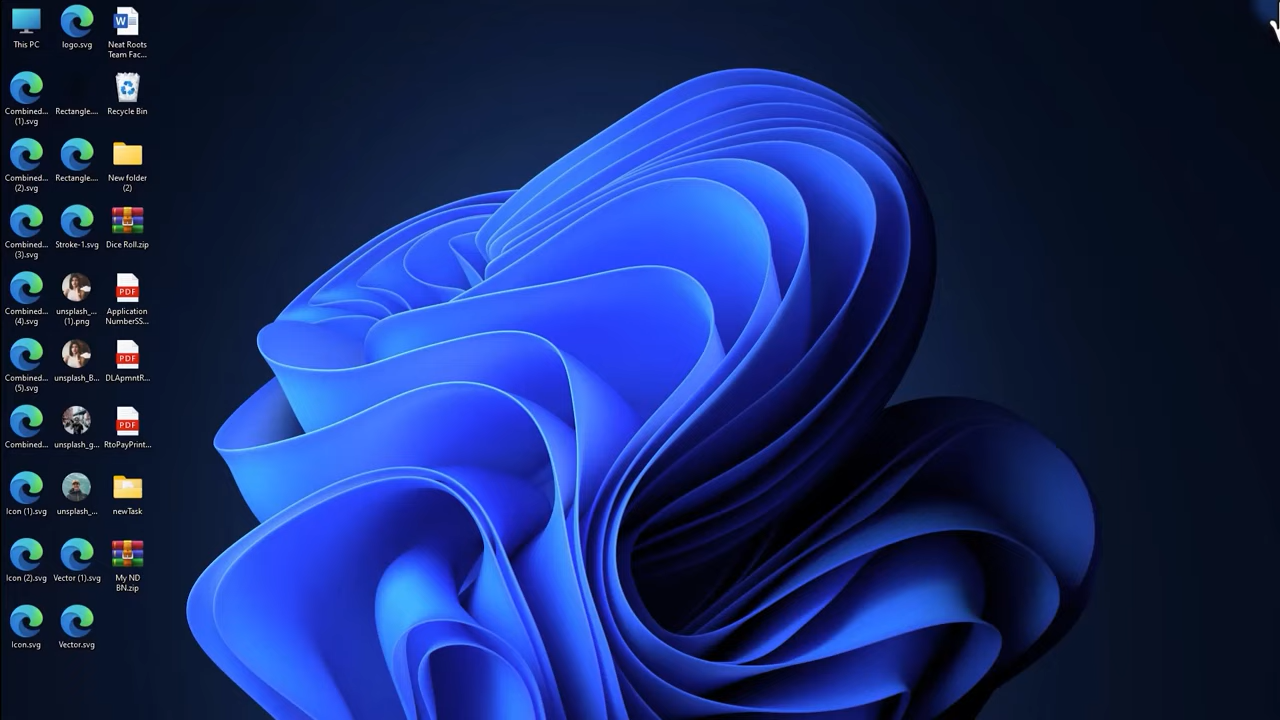 This PC
logo.svg
Neat Roots
Team Fac...
Combined...
(1).svg
Rectangle....
Recycle Bin
Combined...
(2).svg
Rectangle....
New folder
(2)
Combined...
(3).svg
Stroke-1.svg
Dice Roll.zip
Combined...
(4).svg
unsplash_...
(1).png
Application
NumberSS...
Combined...
(5).svg
unsplash_B...
DLApmntR...
Combined...
unsplash_g...
RtoPayPrint...
Icon (1).svg
unsplash_...
newTask
Icon (2).svg
Vector (1).svg
My ND
BN.zip
Icon.svg
Vector.svg
W
PDF
PDF
PDF